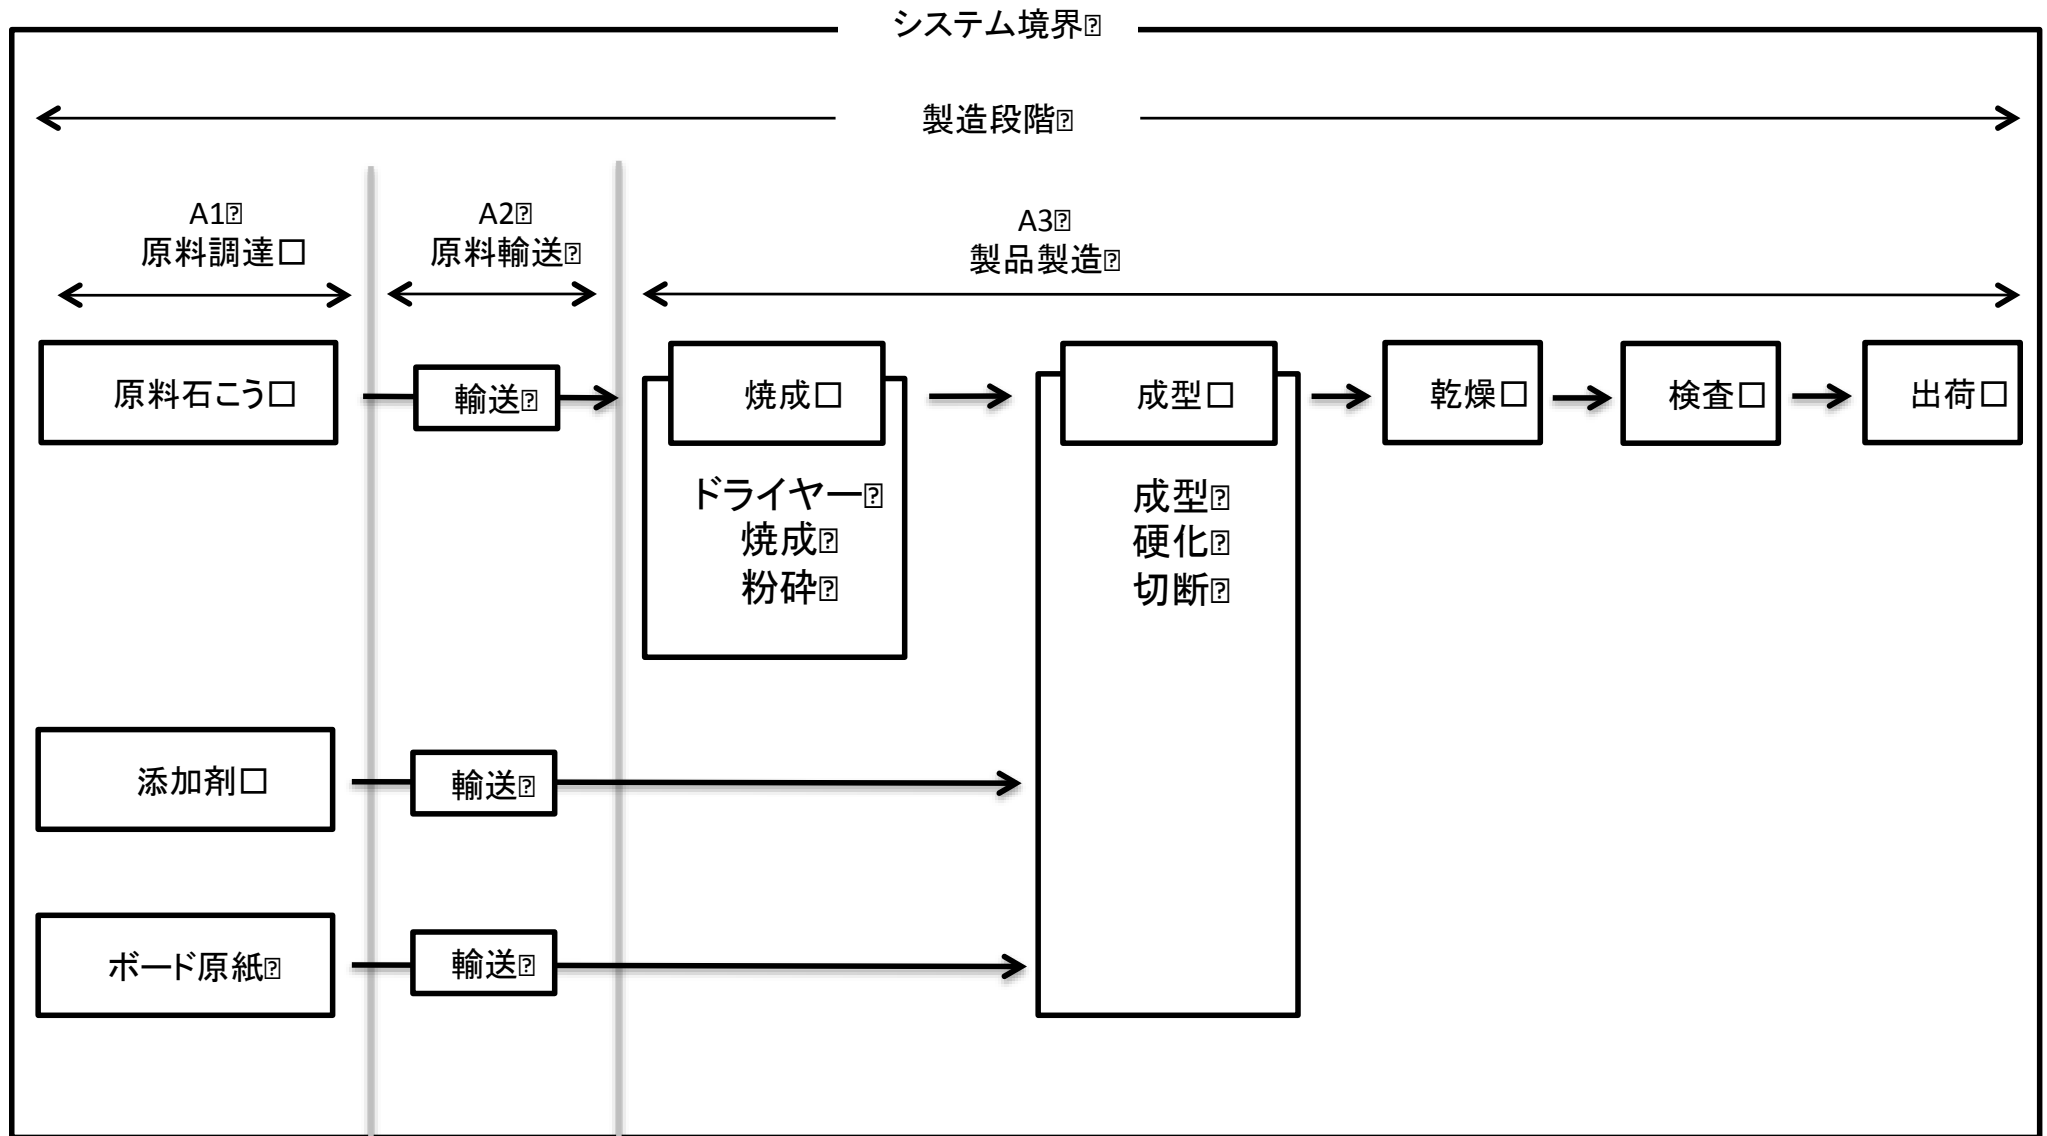 システム境界
製造段階
A1
原料調達
A2
原料輸送
A3
製品製造
原料石こう
輸送
焼成
成型
乾燥
検査
出荷
ドライヤー
焼成
粉砕
成型
硬化
切断
添加剤
輸送
ボード原紙
輸送